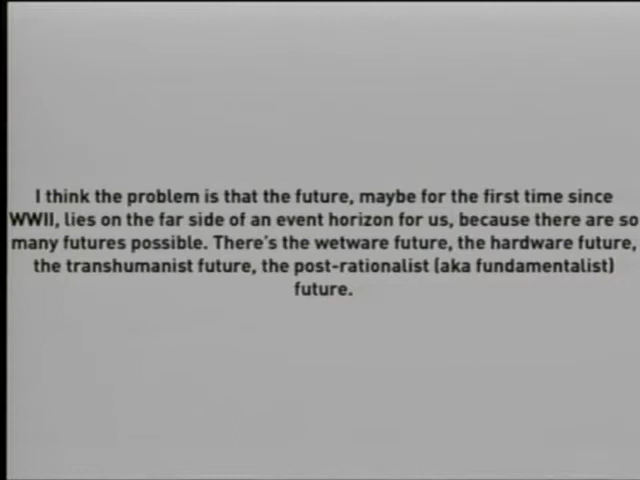 I think the problem is that the future, maybe for the first time since
WWII, lies on the far side of an event horizon for us, because there are so
many futures possible. There's the wetware future, the hardware future,
the transhumanist future, the post-rationalist (aka fundamentalist)
future.